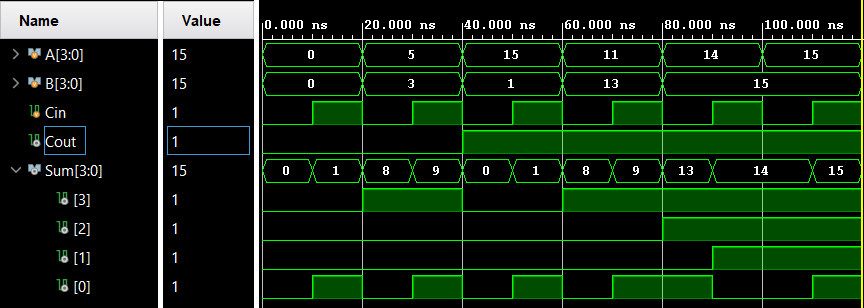 Name Value 0.000 ns 20.000 ns 40.000 ns 60.000 ns 80.000 ns 100.000 ns
A[3:0] 15 0 5 15 11 14 15
B[3:0] 15 0 3 1 13 15
Cin 1
Cout 1
Sum[3:0] 15 0 1 8 9 0 1 8 9 13 14 15
[3] 1
[2] 1
[1] 1
[0] 1